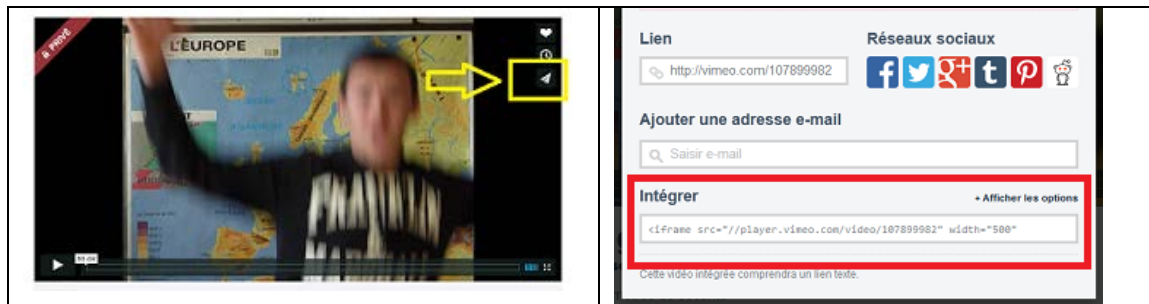 PRIVÉ
L'EUROPE
Lien
Réseaux sociaux
http://vimeo.com/107899982
Ajouter une adresse e-mail
Saisir e-mail
Intégrer
+ Afficher les options
<iframe src="//player.vimeo.com/video/107899982" width="500"
Cette vidéo intégrée comprendra un lien texte.